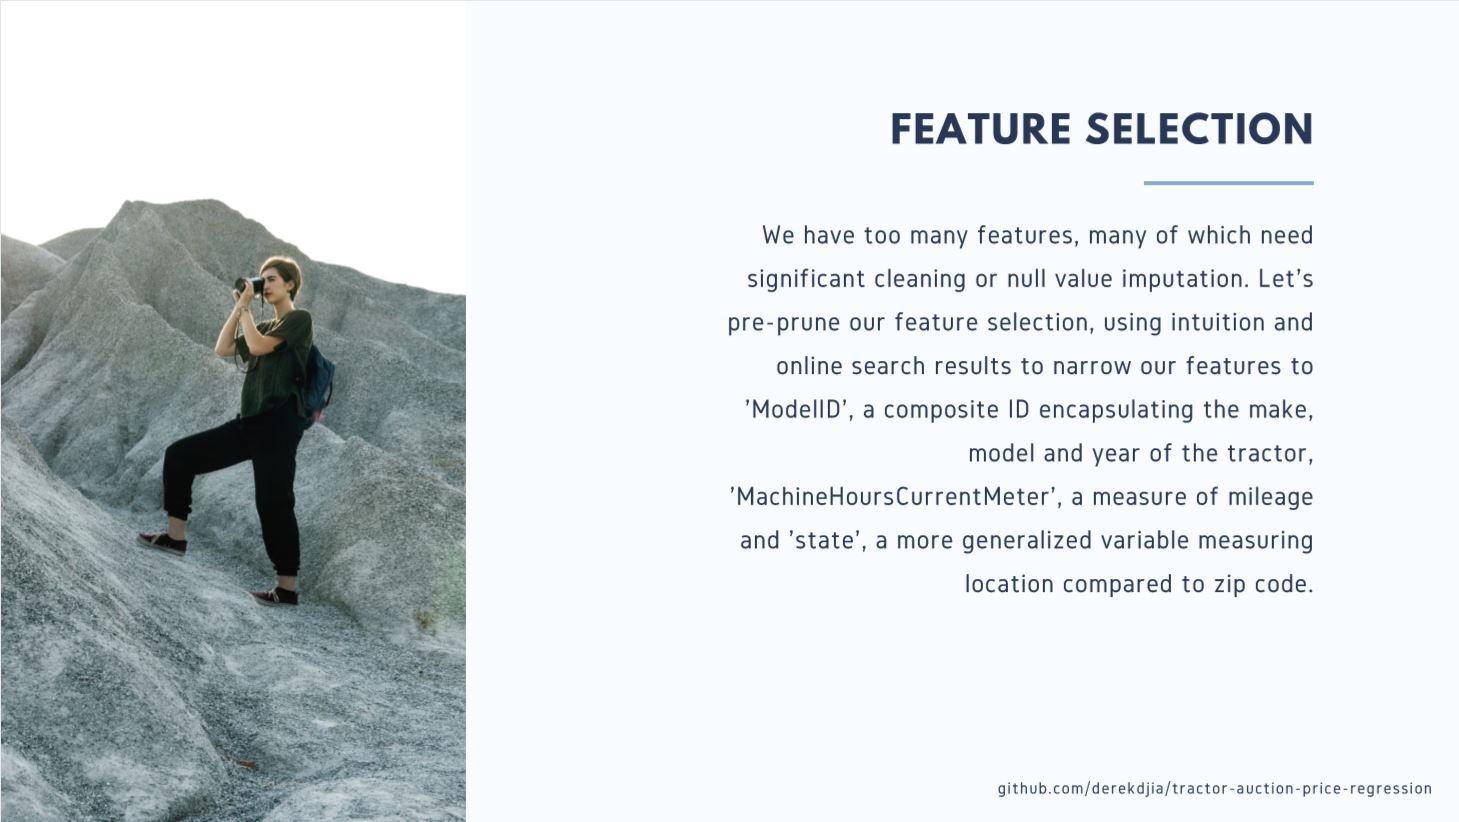 FEATURE SELECTION
We have too many features, many of which need
significant cleaning or null value imputation. Let’s
pre-prune our feature selection, using intuition and
online search results to narrow our features to
’ModelID’, a composite ID encapsulating the make,
model and year of the tractor,
’MachineHoursCurrentMeter’, a measure of mileage
and ’state’, a more generalized variable measuring
location compared to zip code.
github.com/derekdjia/tractor-auction-price-regression